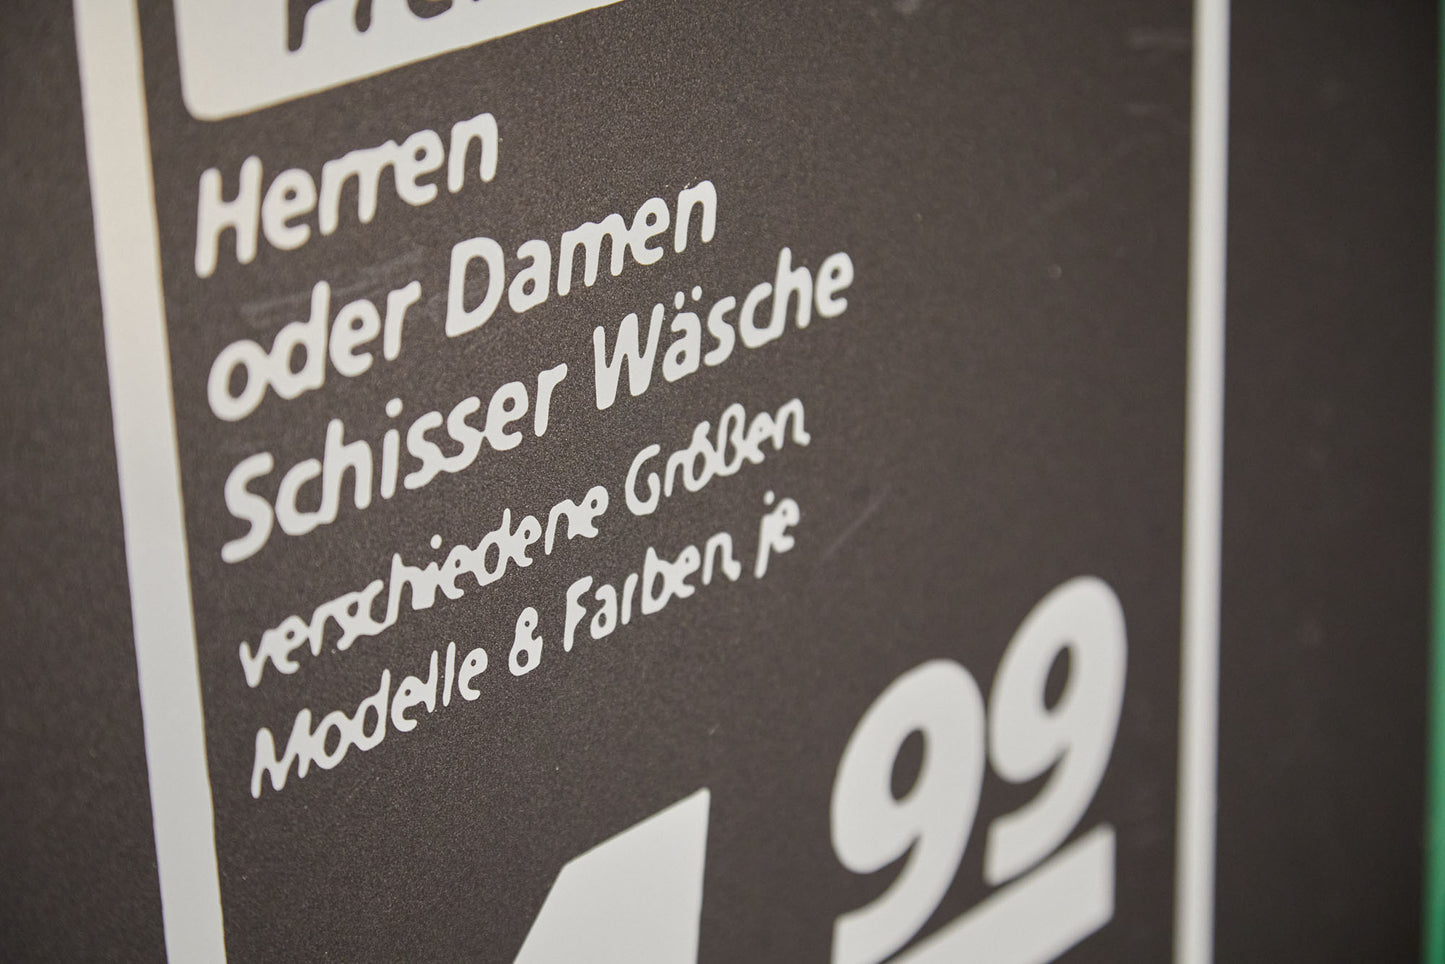 Herren
oder Damen
Schisser Wäsche
verschiedene Größen,
Modelle & Farben, je
99